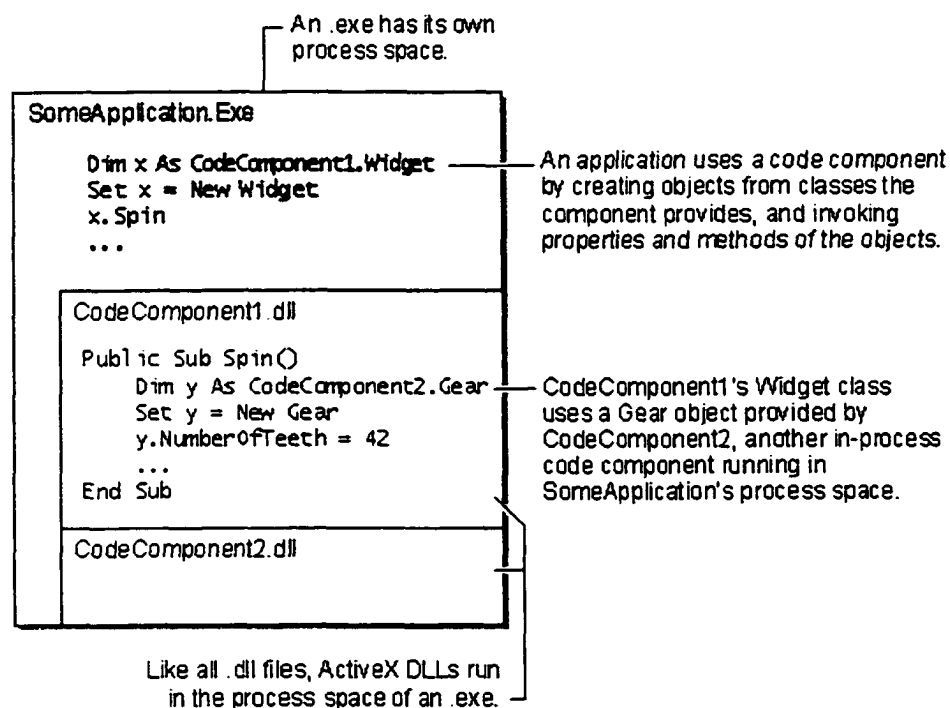 An .exe has its own
process space.
SomeApplication.Exe
Dim x As CodeComponent1.Widget
Set x = New Widget
x.Spin
...
An application uses a code component
by creating objects from classes the
component provides, and invoking
properties and methods of the objects.
CodeComponent1.dll
Public Sub Spin()
Dim y As CodeComponent2.Gear
Set y = New Gear
y.NumberOfTeeth = 42
...
End Sub
CodeComponent1's Widget class
uses a Gear object provided by
CodeComponent2, another in-process
code component running in
SomeApplication's process space.
CodeComponent2.dll
Like all .dll files, ActiveX DLLs run
in the process space of an .exe.